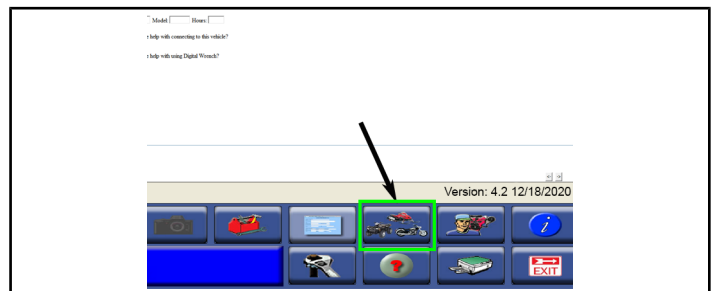 Model: Hours:
help with connecting to this vehicle?
help with using Digital Wrench?
Version: 4.2 12/18/2020
?
i
EXIT